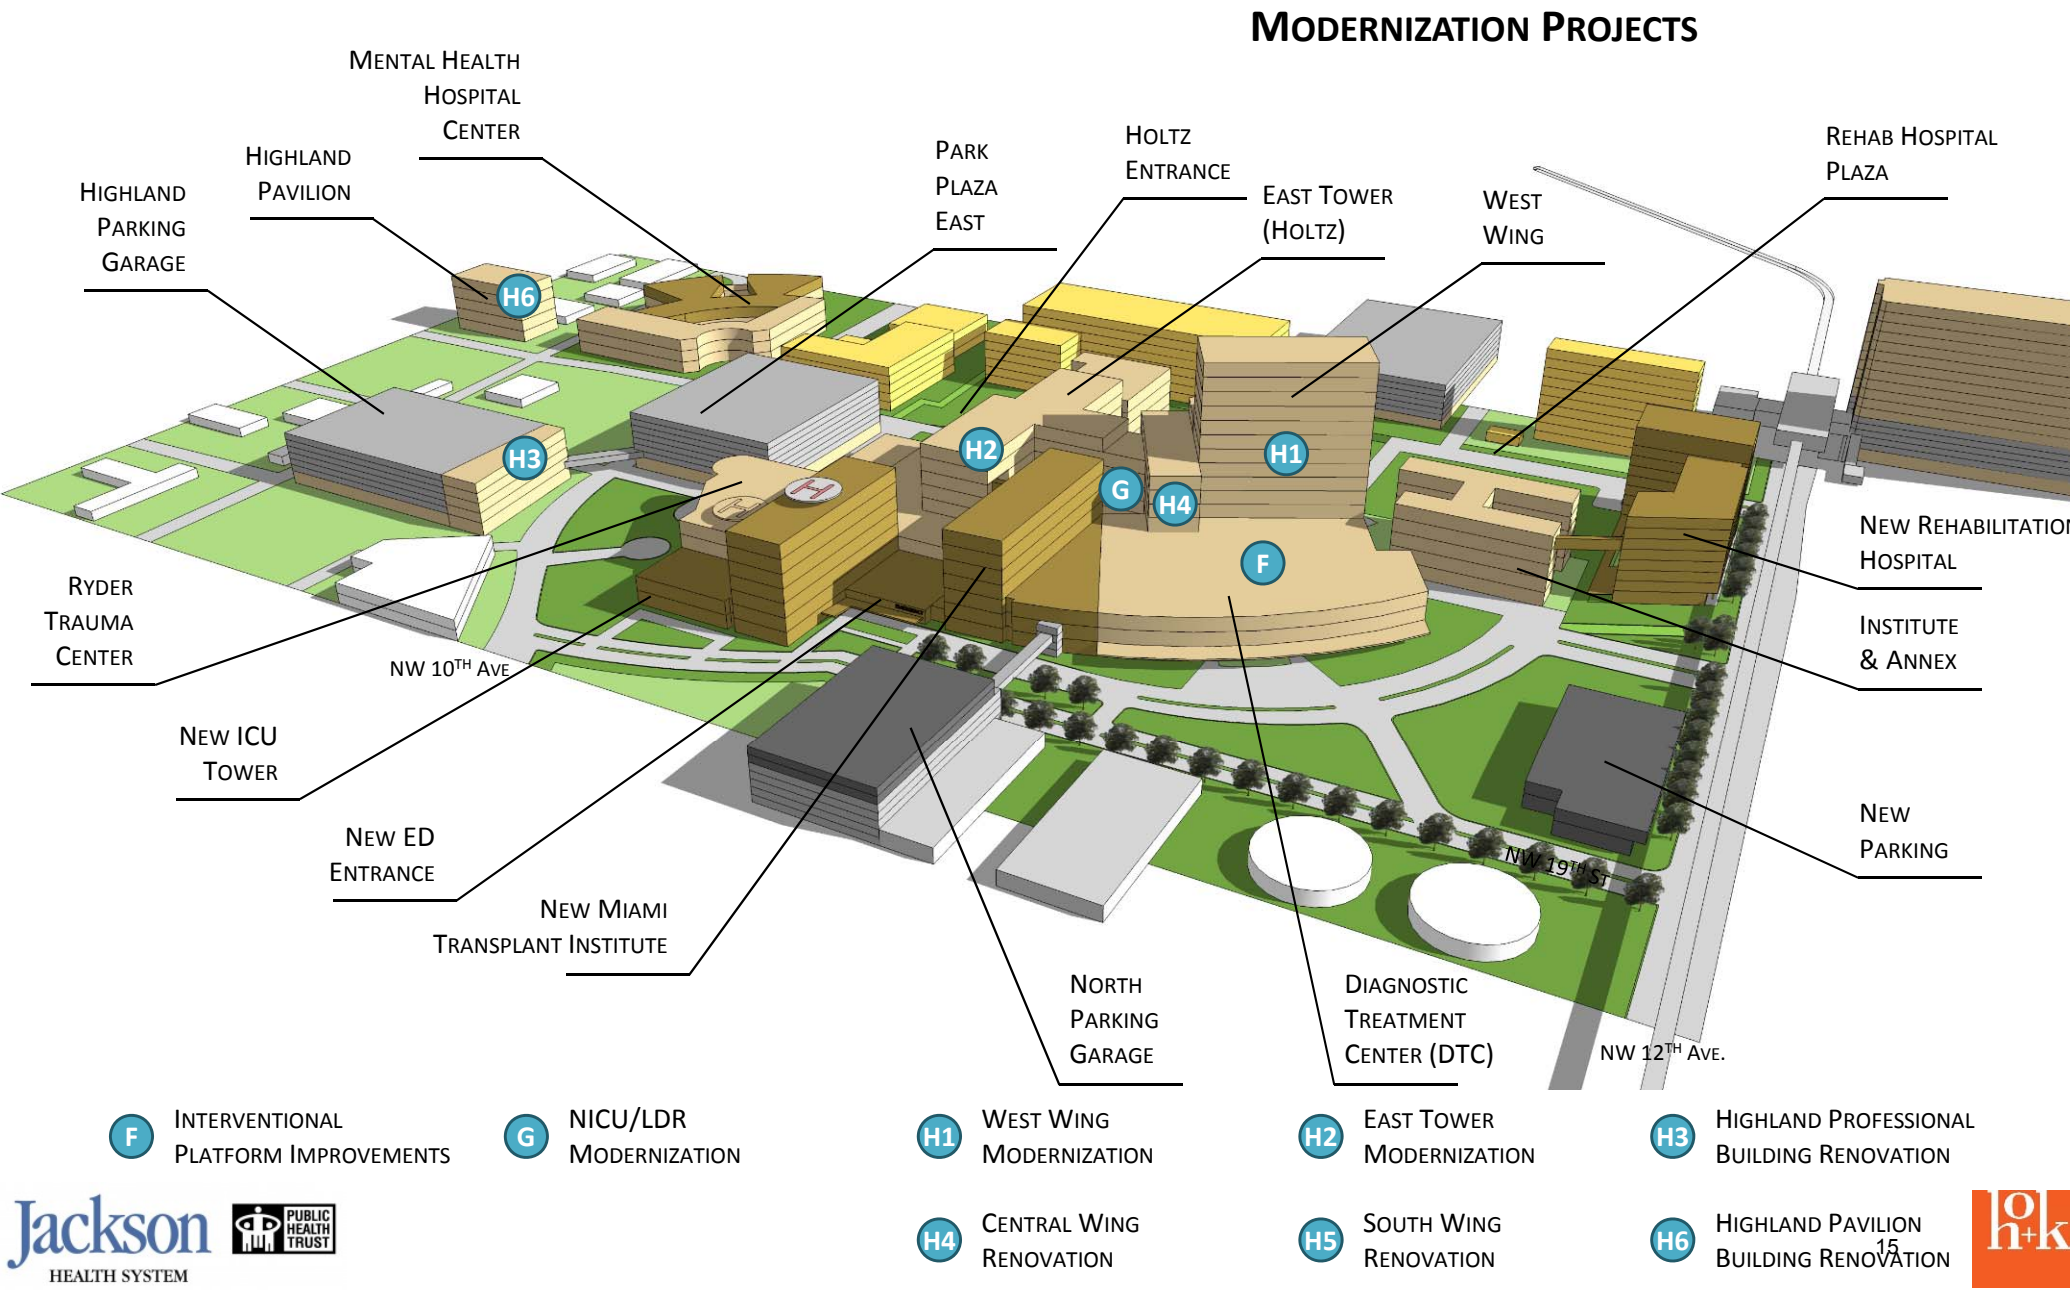 MODERNIZATION PROJECTS
MENTAL HEALTH
HOSPITAL
CENTER
HIGHLAND
PAVILION
HIGHLAND
PARKING
GARAGE
PARK
PLAZA
EAST
HOLTZ
ENTRANCE
EAST TOWER
(HOLTZ)
WEST
WING
REHAB HOSPITAL
PLAZA
H6
H3
H2
H1
G
H4
H
H
F
NEW REHABILITATION
HOSPITAL
INSTITUTE
& ANNEX
RYDER
TRAUMA
CENTER
NW 10TH AVE
NEW ICU
TOWER
NEW ED
ENTRANCE
NEW MIAMI
TRANSPLANT INSTITUTE
NEW
PARKING
NW 19TH ST
NORTH
PARKING
GARAGE
DIAGNOSTIC
TREATMENT
CENTER (DTC)
NW 12TH AVE.
F INTERVENTIONAL
PLATFORM IMPROVEMENTS
G NICU/LDR
MODERNIZATION
H1 WEST WING
MODERNIZATION
H2 EAST TOWER
MODERNIZATION
H3 HIGHLAND PROFESSIONAL
BUILDING RENOVATION
H4 CENTRAL WING
RENOVATION
H5 SOUTH WING
RENOVATION
H6 HIGHLAND PAVILION
BUILDING RENOVATION
15
Jackson
HEALTH SYSTEM
PUBLIC
HEALTH
TRUST
hok+k